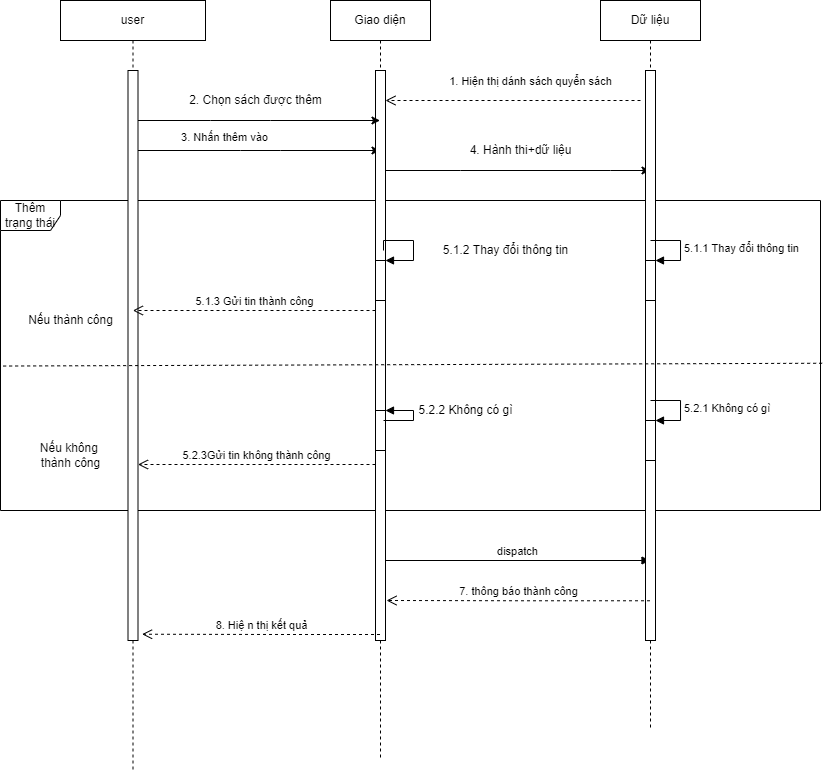 user
Giao diện
Dữ liệu
1. Hiện thị dánh sách quyển sách
2. Chọn sách được thêm
3. Nhấn thêm vào
4. Hảnh thi+dữ liệu
Thêm
trạng thái
5.1.2 Thay đổi thông tin
5.1.1 Thay đổi thông tin
5.1.3 Gửi tin thành công
Nếu thành công
5.2.2 Không có gì
5.2.1 Không có gì
Nếu không
thành công
5.2.3Gửi tin không thành công
dispatch
7. thông báo thành công
8. Hiệ n thị kết quả